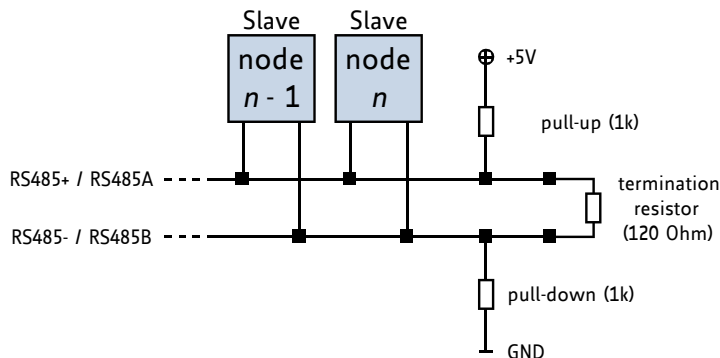 Slave
Slave
node
n - 1
node
n
+5V
pull-up (1k)
RS485+ / RS485A
termination
resistor
(120 Ohm)
RS485- / RS485B
pull-down (1k)
GND